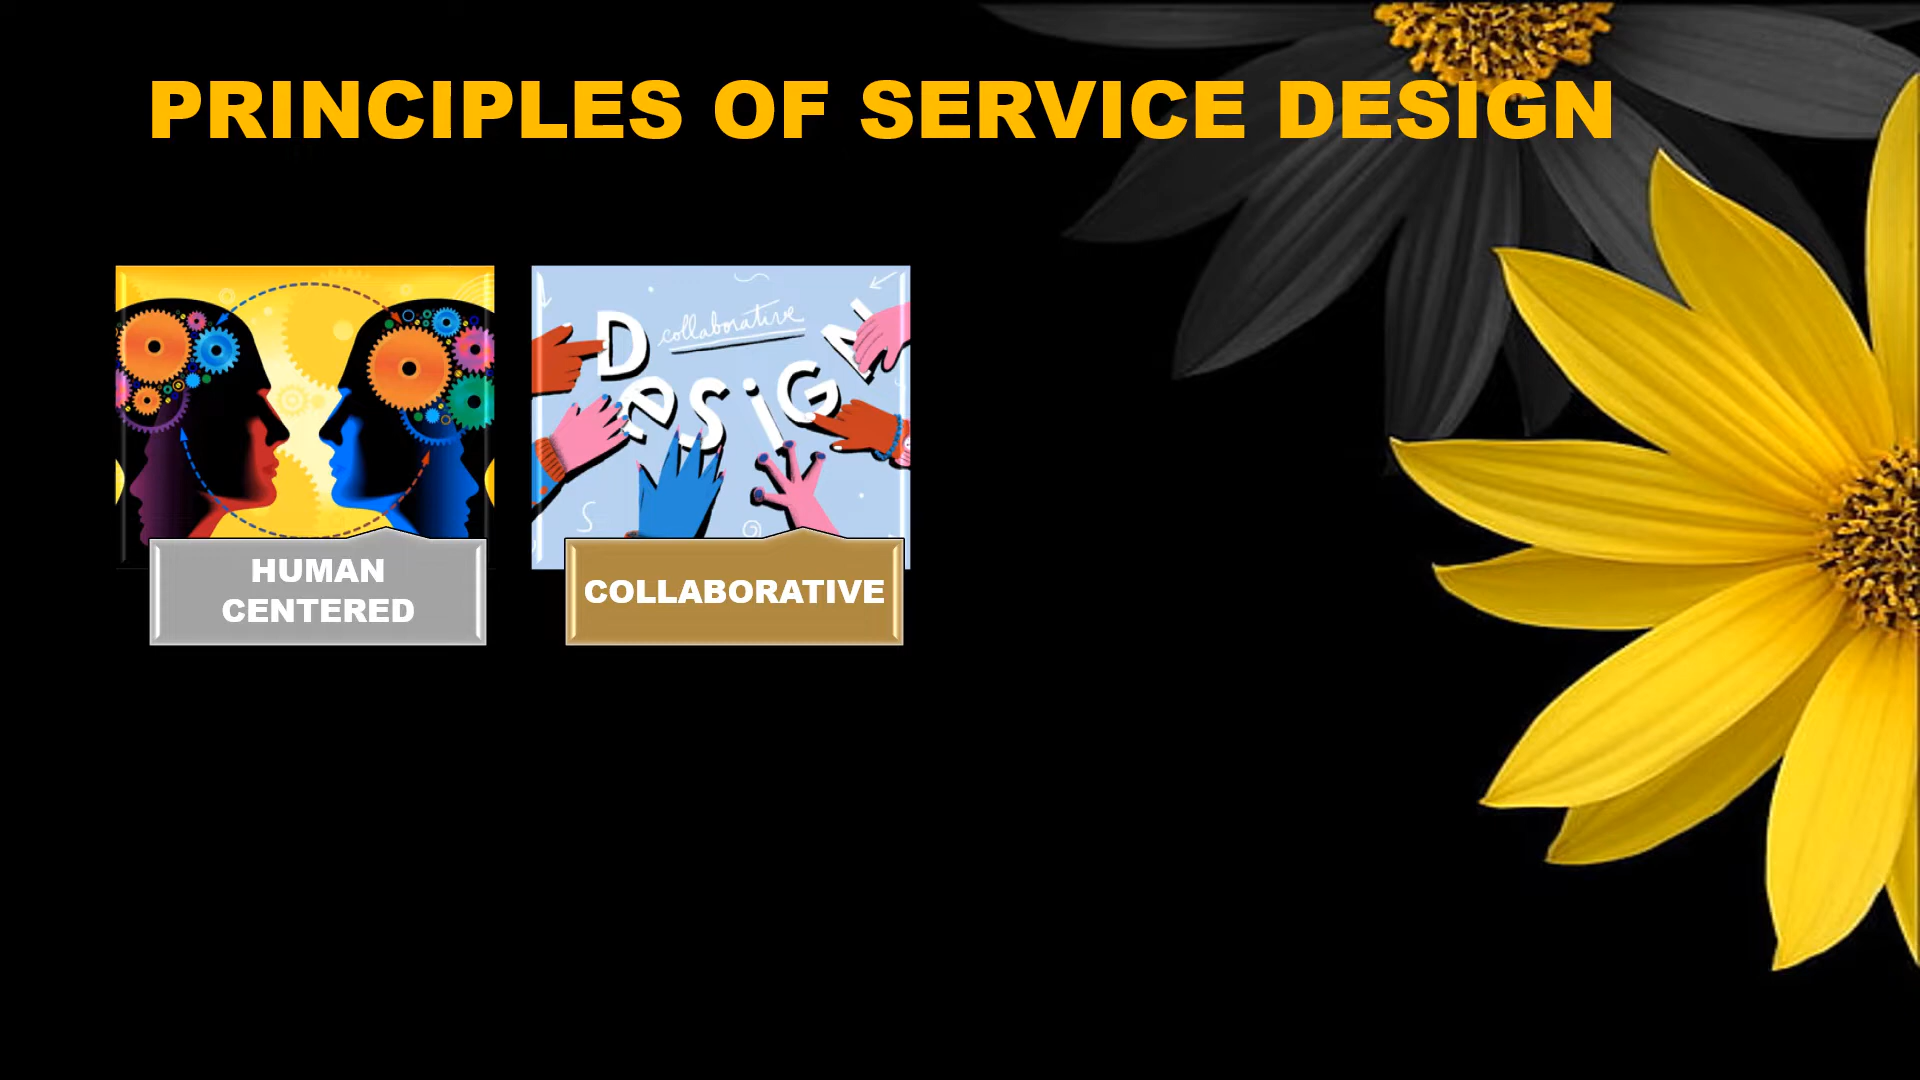 PRINCIPLES OF SERVICE DESIGN
collaborative
DesiGN
HUMAN
CENTERED
COLLABORATIVE